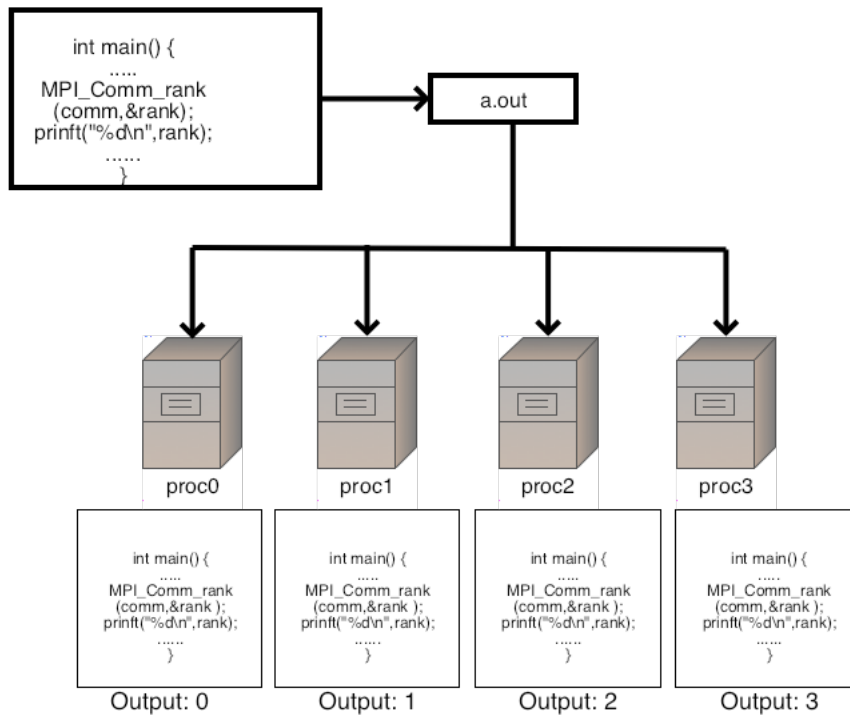 int main() {
.....
MPI_Comm_rank
(comm,&rank);
prinft("%d\n",rank);
......
}
a.out
proc0
proc1
proc2
proc3
int main() {
.....
MPI_Comm_rank
(comm,&rank );
prinft("%d\n",rank);
......
}
Output: 0
int main() {
.....
MPI_Comm_rank
(comm,&rank );
prinft("%d\n",rank);
......
}
Output: 1
int main() {
.....
MPI_Comm_rank
(comm,&rank );
prinft("%d\n",rank);
......
}
Output: 2
int main() {
.....
MPI_Comm_rank
(comm,&rank );
prinft("%d\n",rank);
......
}
Output: 3